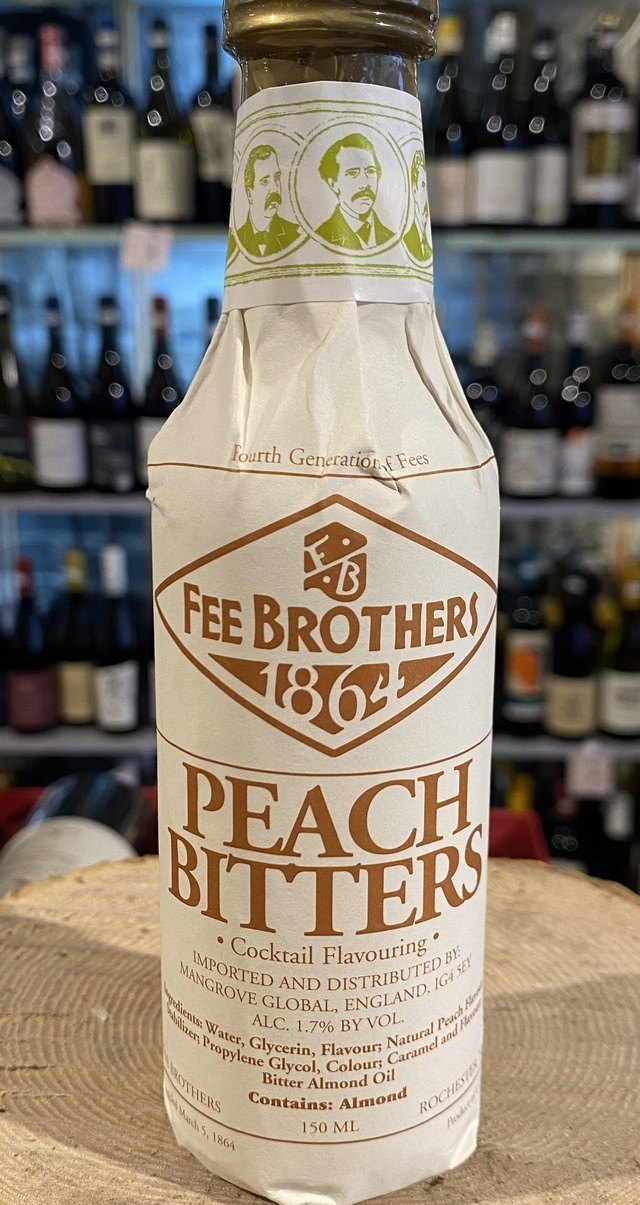 Fourth Generation of Fees
FB
FEE BROTHERS
1864
PEACH
BITTERS
• Cocktail Flavouring •
IMPORTED AND DISTRIBUTED BY:
MANGROVE GLOBAL, ENGLAND, IG4 5EY
ALC. 1.7% BY VOL.
Ingredients: Water, Glycerin, Flavour; Natural Peach
Stabilizer; Propylene Glycol, Colour; Caramel and
Bitter Almond Oil
Contains: Almond
BROTHERS
ROCHESTER
March 5, 1864
150 ML